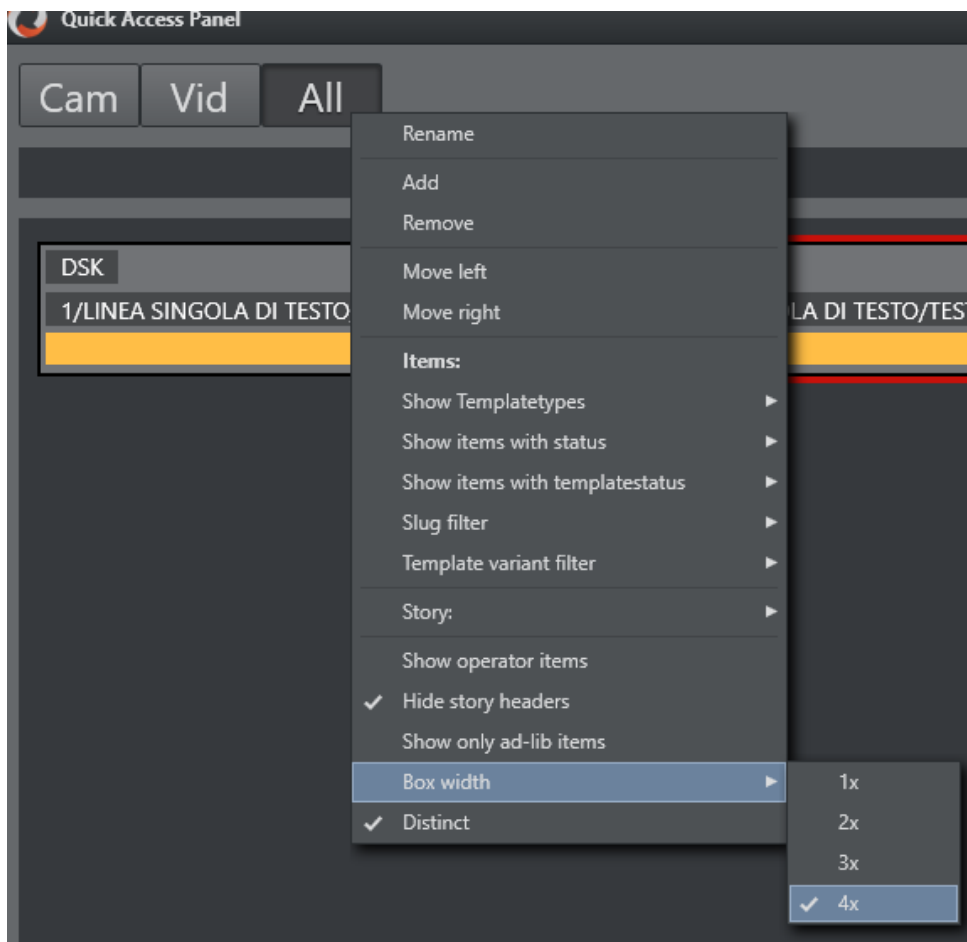 Quick Access Panel
Cam Vid All
Rename
Add
Remove
DSK
Move left
1/LINEA SINGOLA DI TESTO
Move right
LA DI TESTO/TES
Items:
Show Templatetypes
Show items with status
Show items with templatestatus
Slug filter
Template variant filter
Story:
Show operator items
Hide story headers
Show only ad-lib items
Box width
1x
Distinct
2x
3x
4x